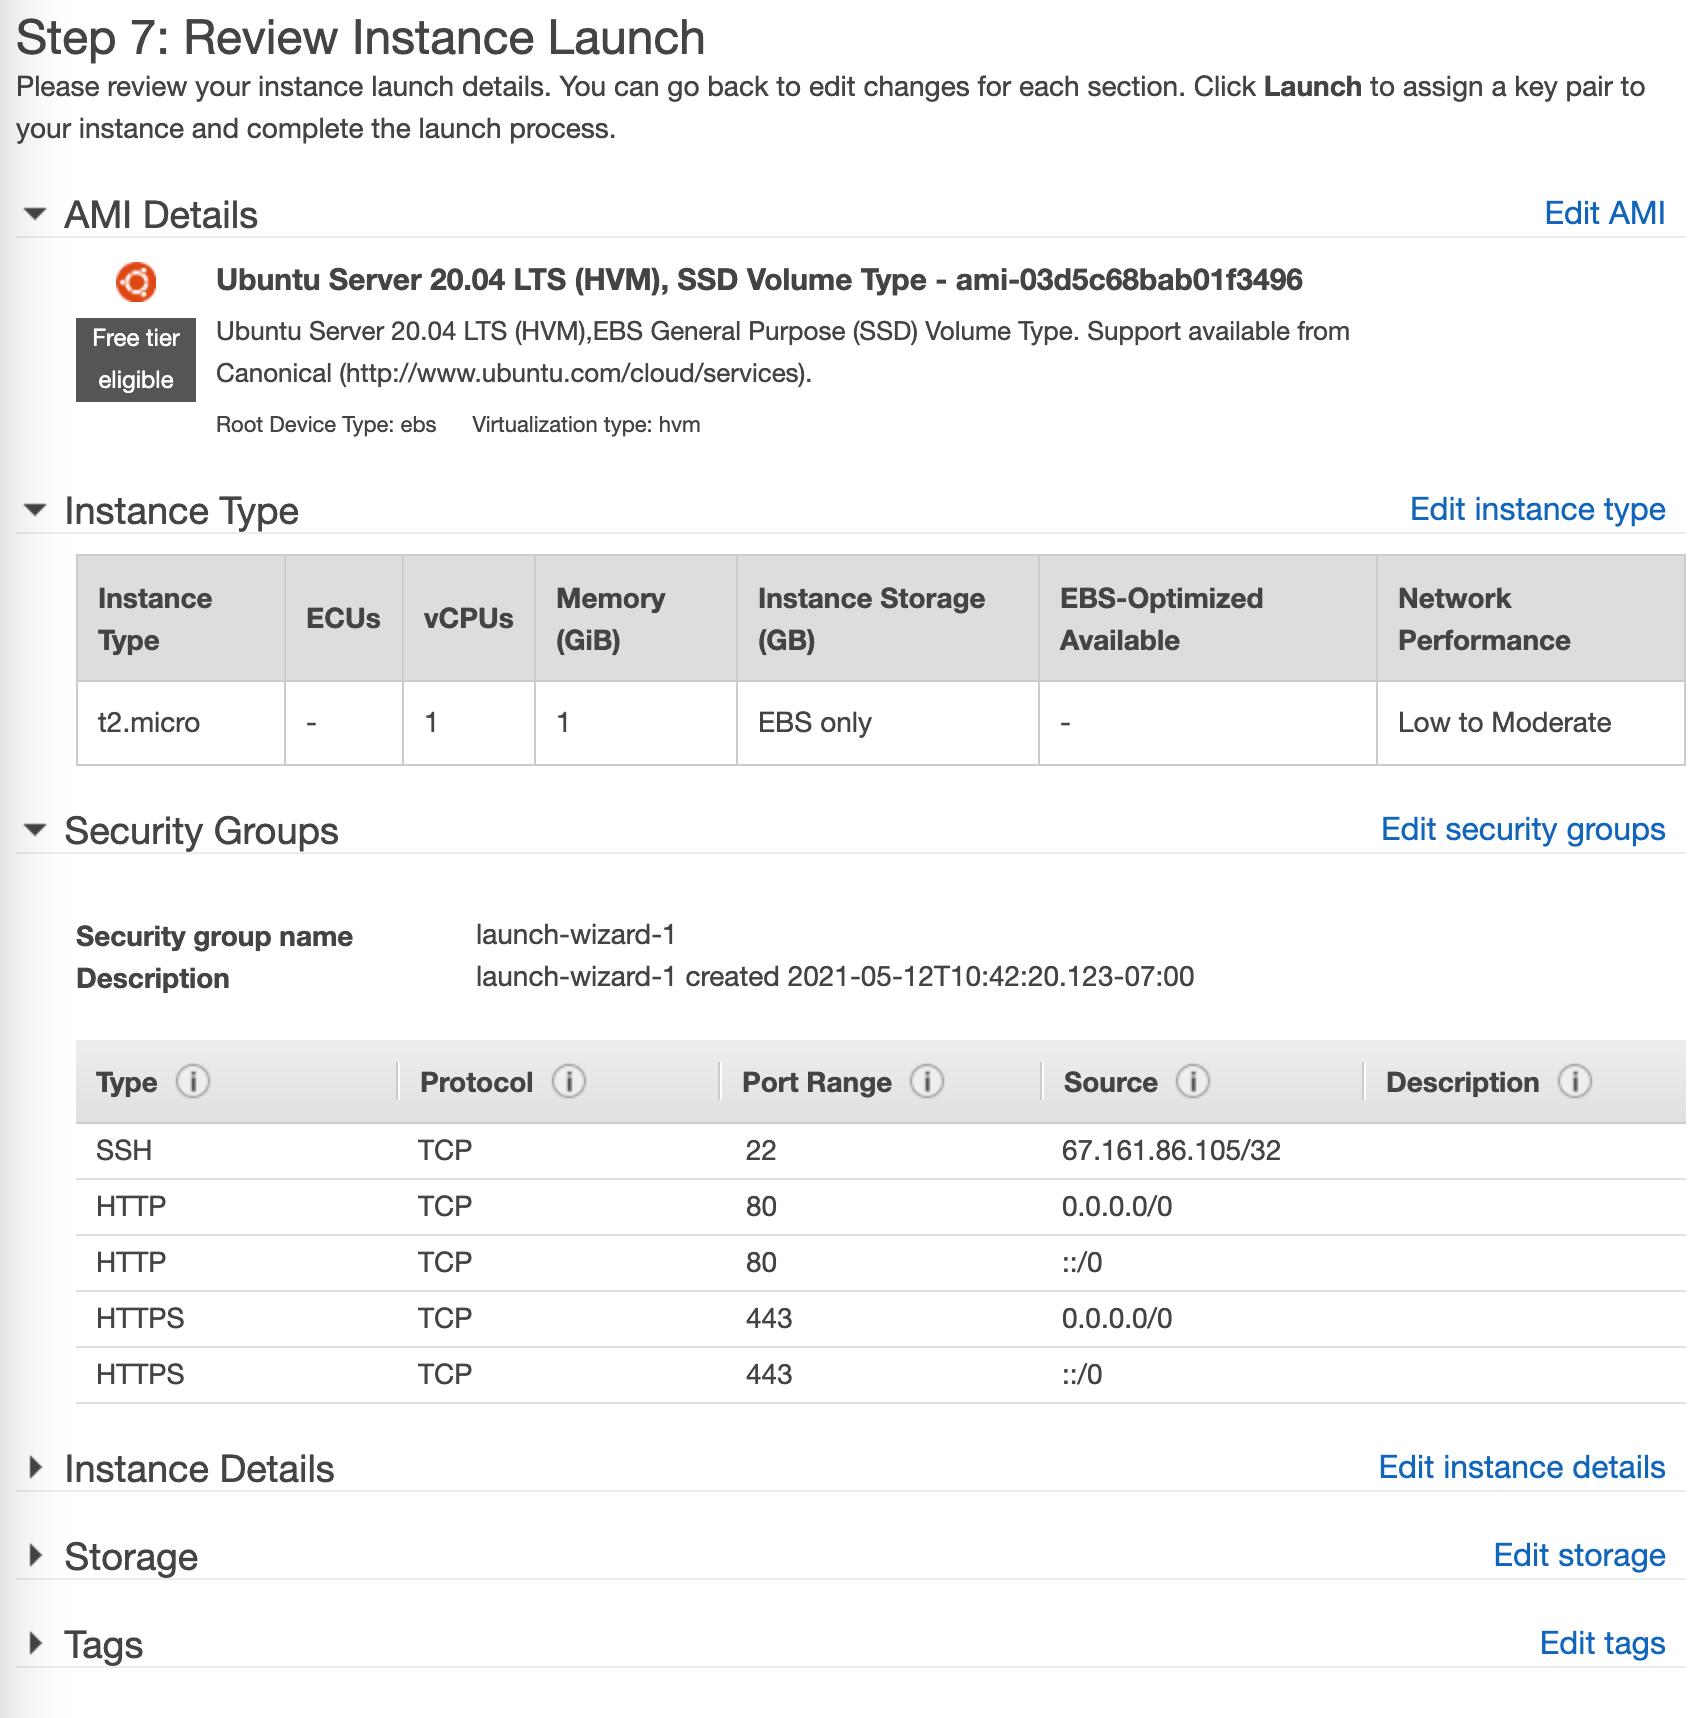 Step 7: Review Instance Launch
Please review your instance launch details. You can go back to edit changes for each section. Click Launch to assign a key pair to
your instance and complete the launch process.
AMI Details
Edit AMI
Ubuntu Server 20.04 LTS (HVM), SSD Volume Type - ami-03d5c68bab01f3496
Free tier
eligible
Ubuntu Server 20.04 LTS (HVM),EBS General Purpose (SSD) Volume Type. Support available from
Canonical (http://www.ubuntu.com/cloud/services).
Root Device Type: ebs Virtualization type: hvm
Instance Type
Edit instance type
Instance Type ECUs vCPUs Memory (GiB) Instance Storage (GB) EBS-Optimized Available Network Performance
t2.micro - 1 1 EBS only - Low to Moderate
Security Groups
Edit security groups
Security group name launch-wizard-1
Description launch-wizard-1 created 2021-05-12T10:42:20.123-07:00
Type i Protocol i Port Range i Source i Description i
SSH TCP 22 67.161.86.105/32
HTTP TCP 80 0.0.0.0/0
HTTP TCP 80 ::/0
HTTPS TCP 443 0.0.0.0/0
HTTPS TCP 443 ::/0
Instance Details
Edit instance details
Storage
Edit storage
Tags
Edit tags